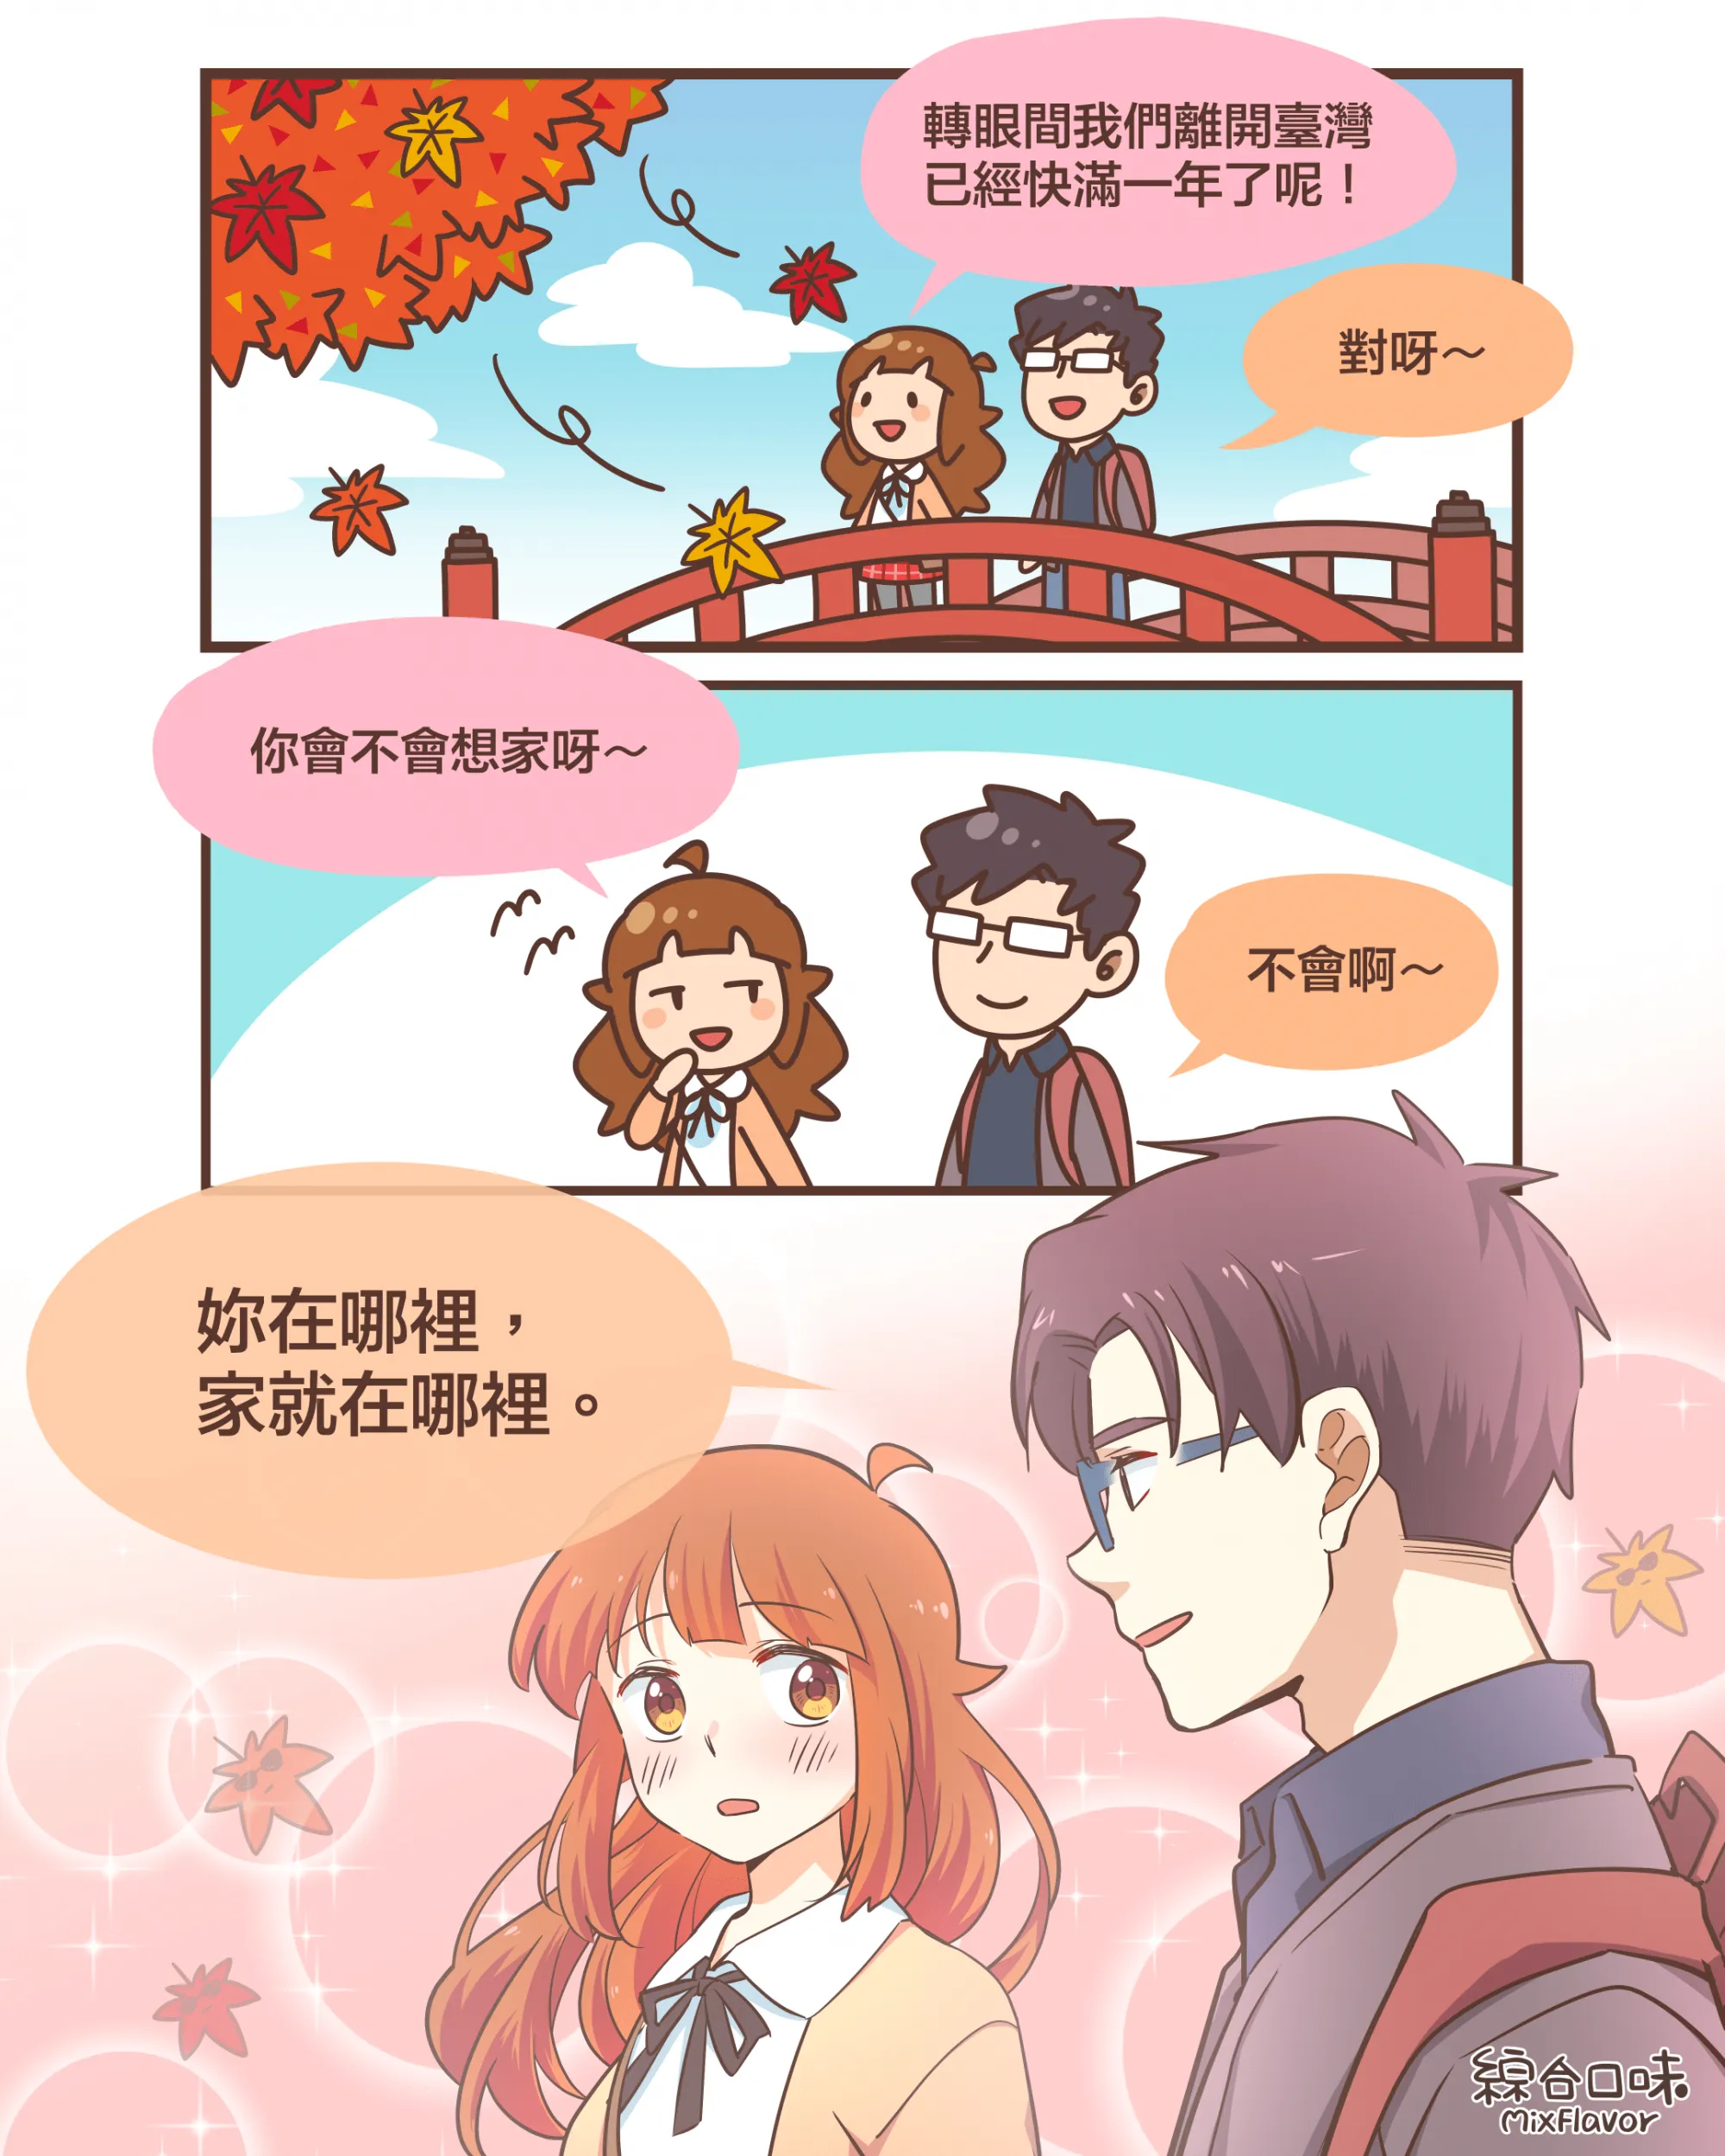 轉眼間我們離開臺灣
已經快滿一年了呢！
對呀～
你會不會想家呀～
不會啊～
妳在哪裡，
家就在哪裡。
綜合口味
MixFlavor